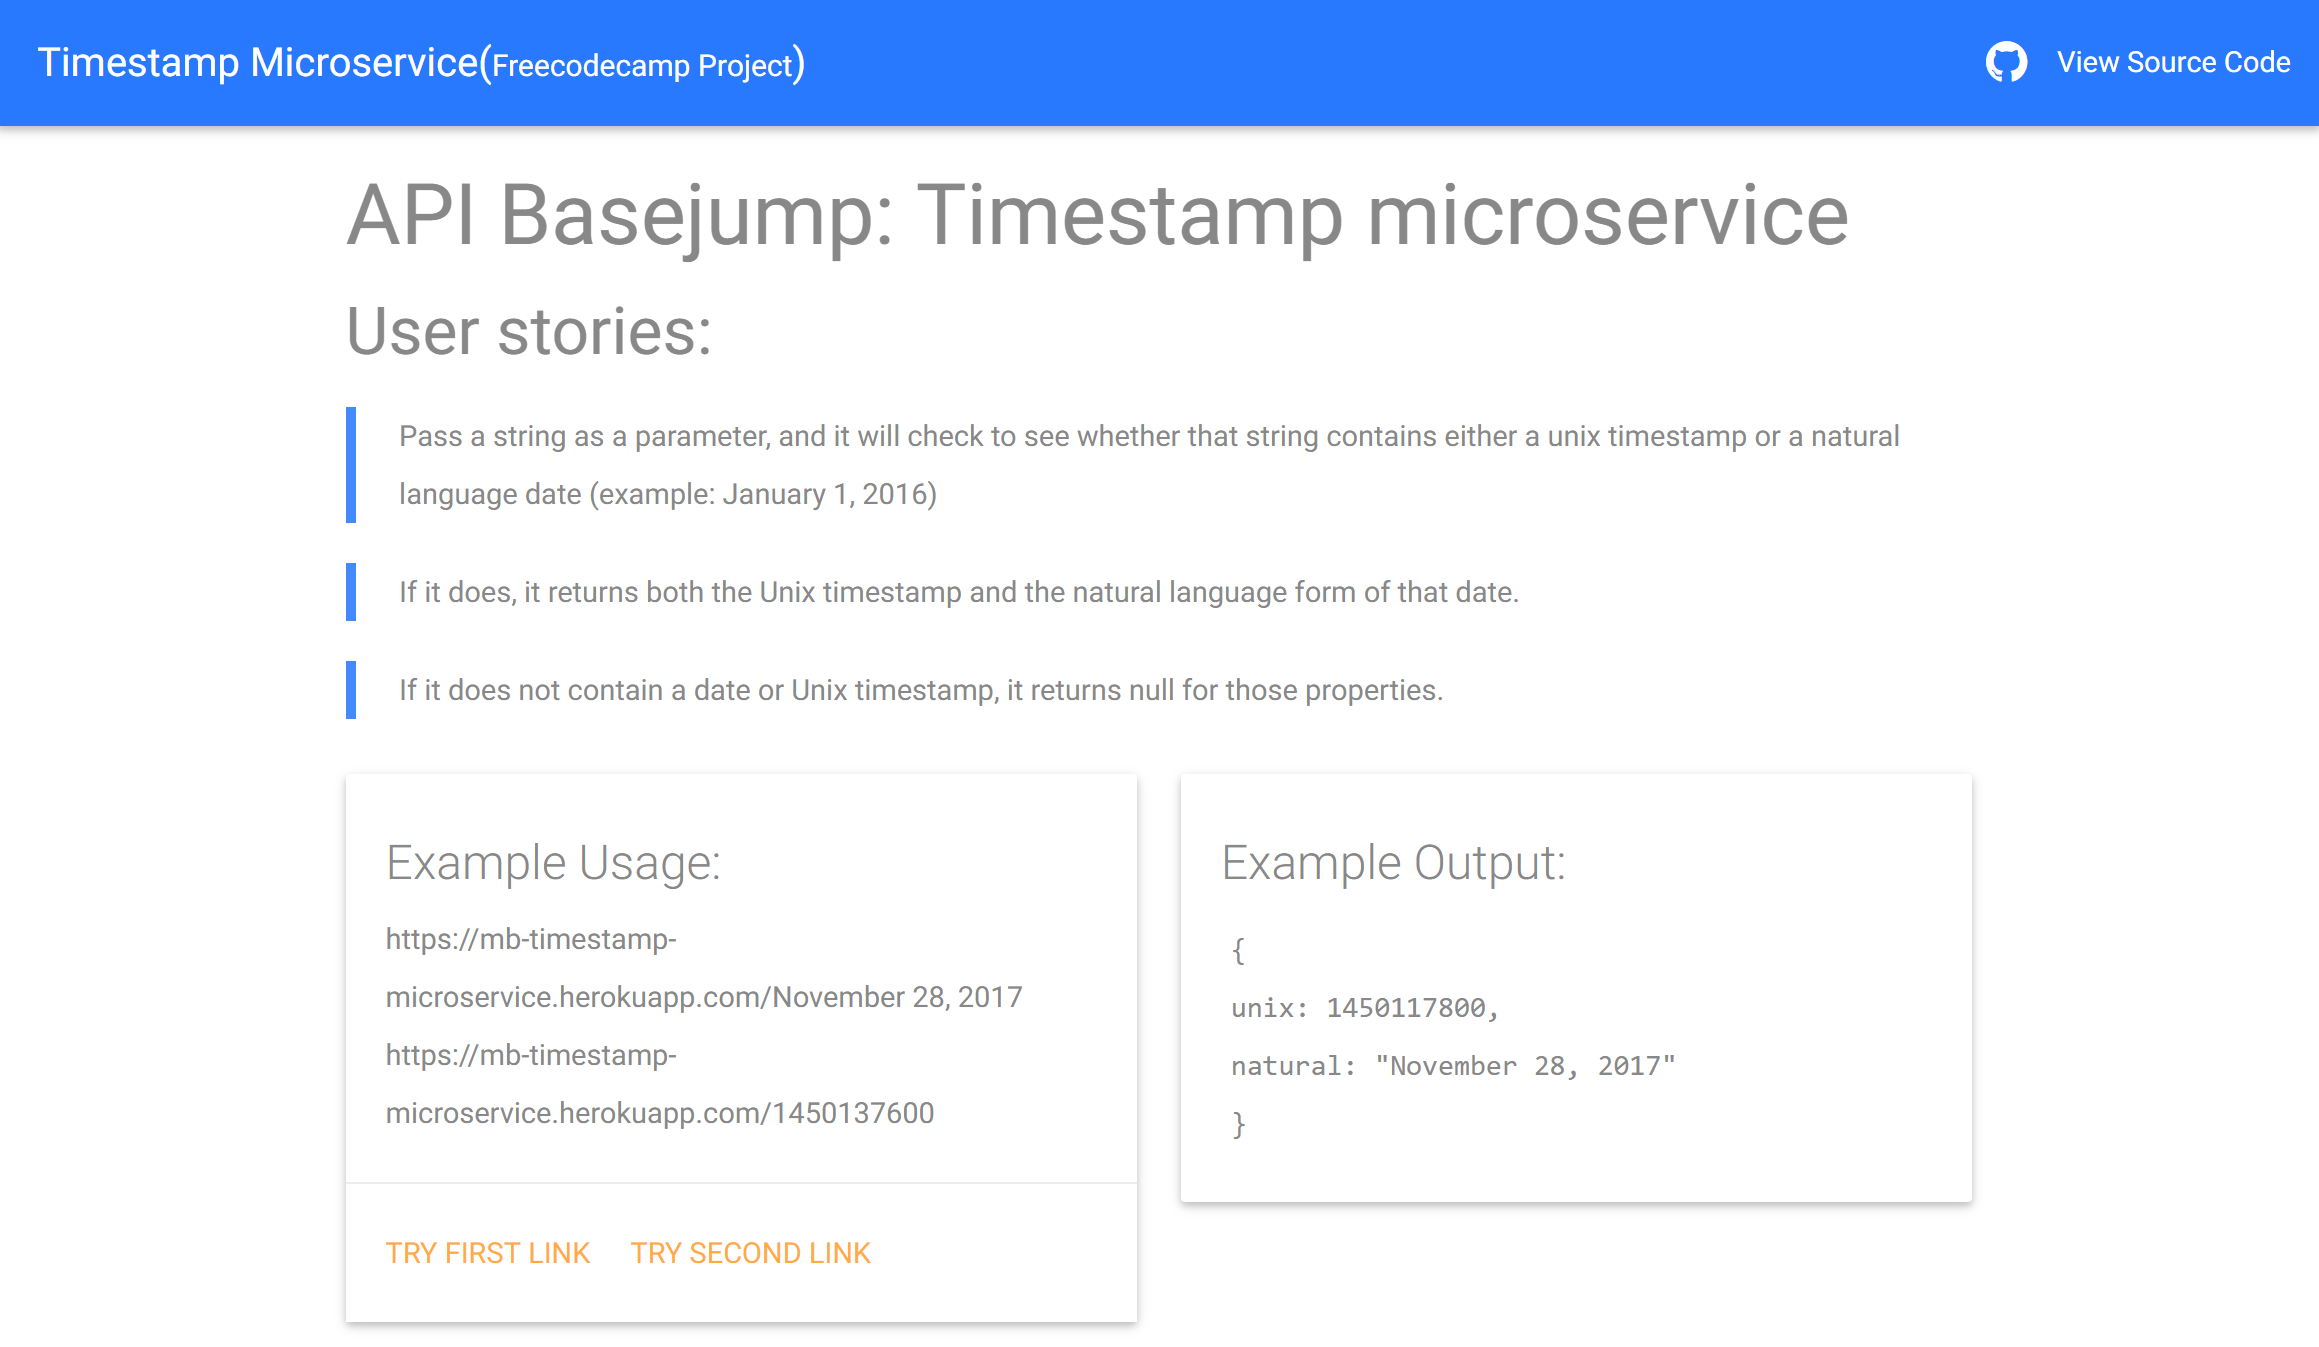 Timestamp Microservice(Freecodecamp Project)
View Source Code
API Basejump: Timestamp microservice
User stories:
Pass a string as a parameter, and it will check to see whether that string contains either a unix timestamp or a natural
language date (example: January 1, 2016)
If it does, it returns both the Unix timestamp and the natural language form of that date.
If it does not contain a date or Unix timestamp, it returns null for those properties.
Example Usage:
https://mb-timestamp-
microservice.herokuapp.com/November 28, 2017
https://mb-timestamp-
microservice.herokuapp.com/1450137600
TRY FIRST LINK
TRY SECOND LINK
Example Output:
{
unix: 1450117800,
natural: "November 28, 2017"
}